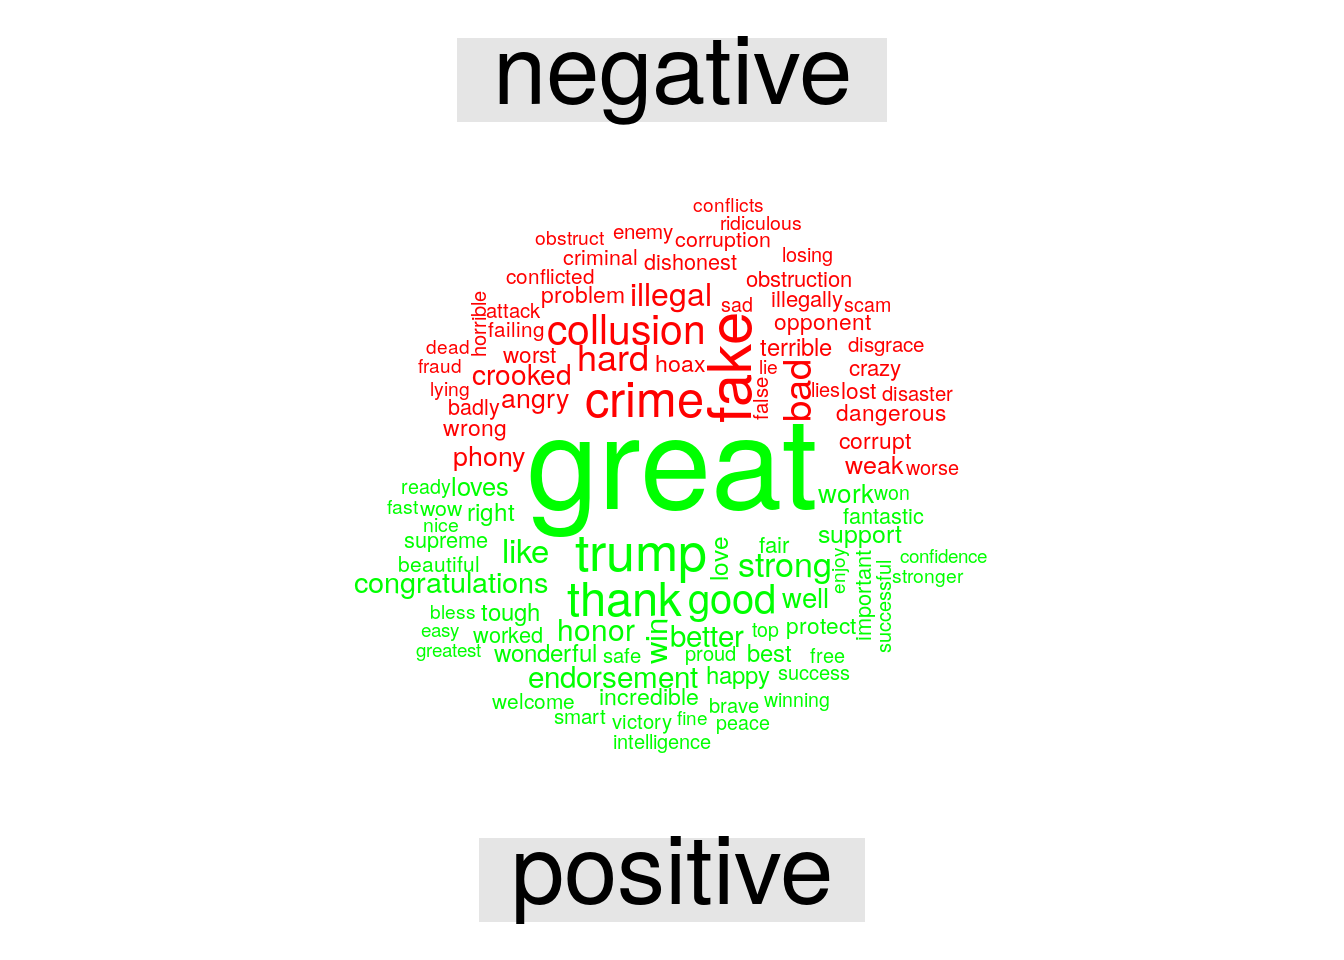 negative
conflicts
ridiculous
obstruct enemy corruption
criminal dishonest losing
conflicted obstruction
horrible attack problem illegal sad illegally scam
failing collusion fake opponent
dead worst hard hoax terrible disgrace
fraud crooked lie bad crazy
lying angry crime false lies lost disaster
badly dangerous
wrong corrupt
phony weak worse
great
ready loves work won
fast wow right fantastic
nice support
supreme like trump love fair confidence
beautiful strong enjoy important successful stronger
congratulations thank good well
bless tough
easy worked honor win better top protect
greatest wonderful safe proud best free
endorsement happy success
welcome incredible brave winning
smart victory fine peace
intelligence
positive